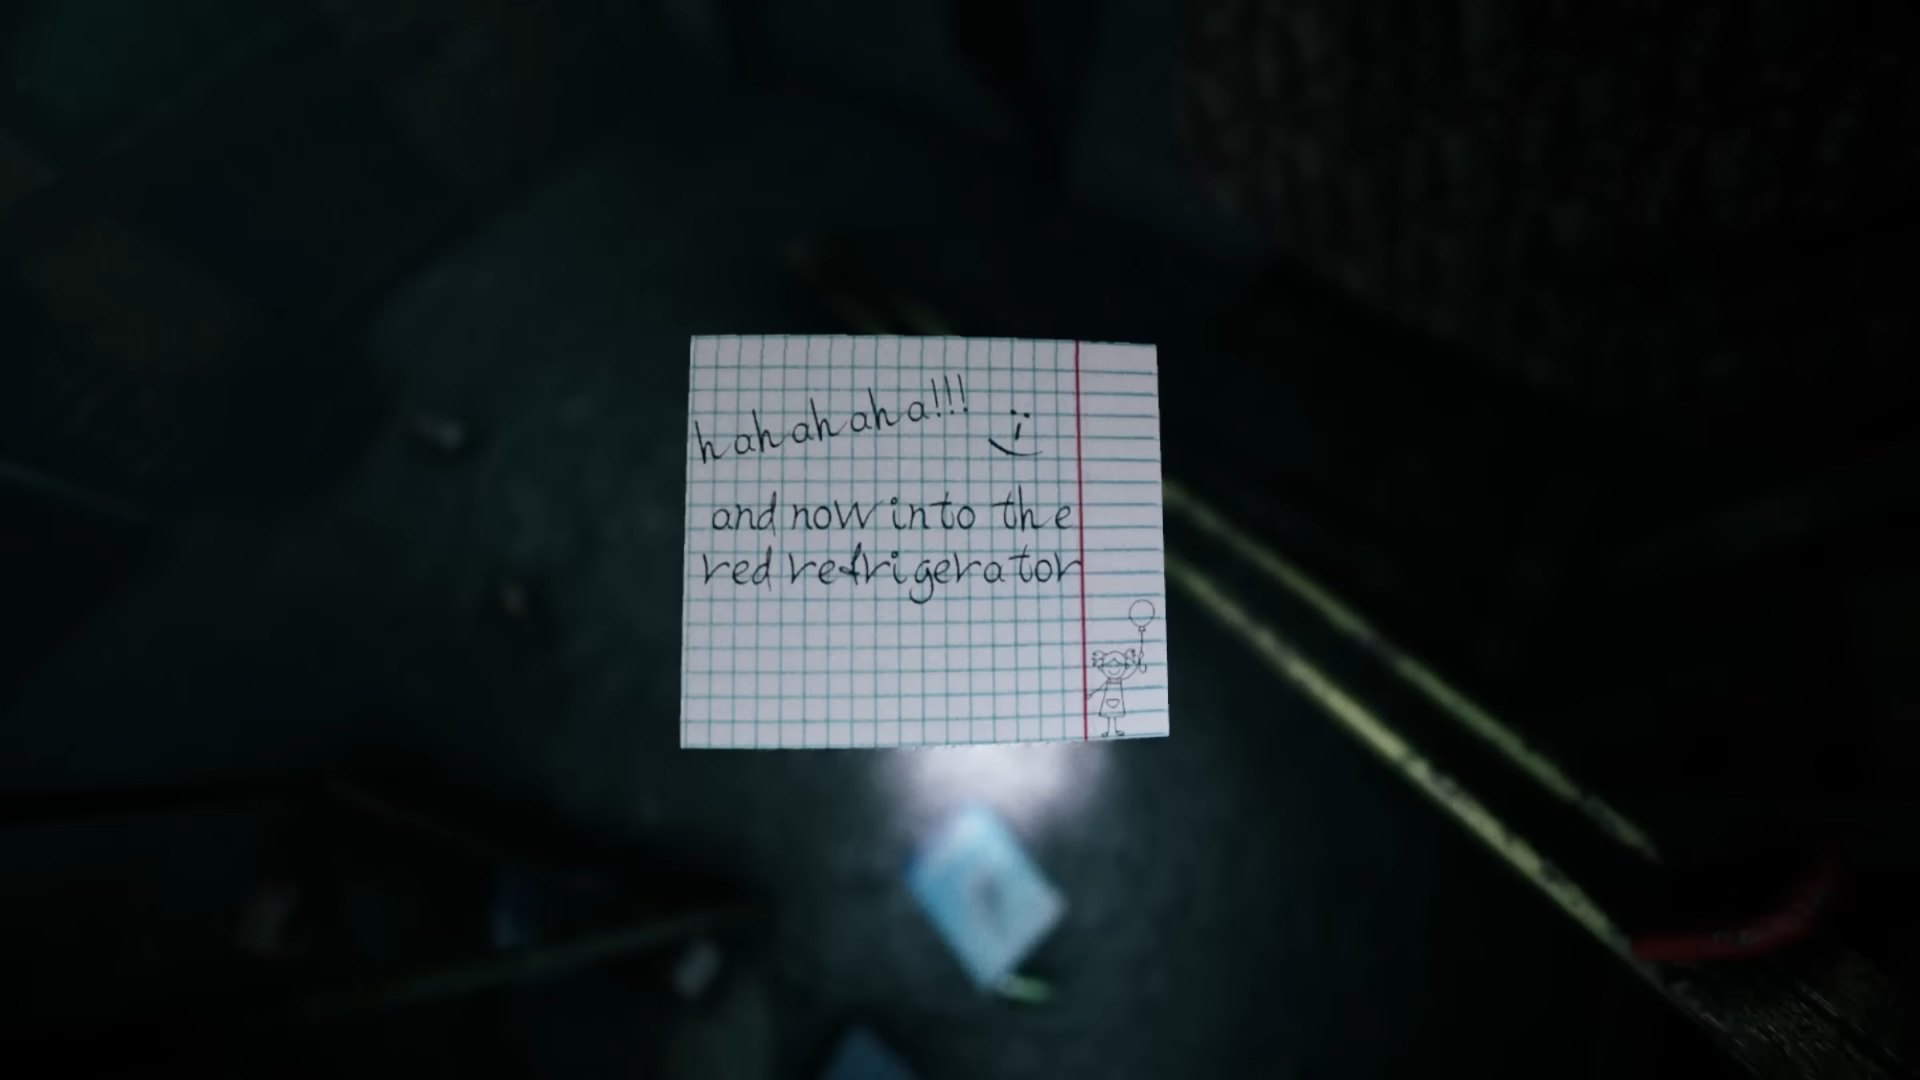 hahahaha!!! :)
and now into the
red refrigerator